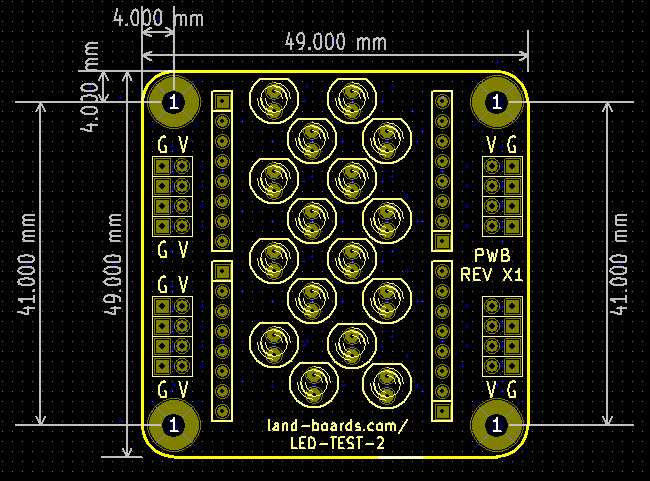 4.000 mm
49.000 mm
4.000 mm
1
1
G V
V G
41.000 mm
49.000 mm
41.000 mm
G V
PWB
REV X1
G V
G V
V G
1
1
land-boards.com/
LED-TEST-2